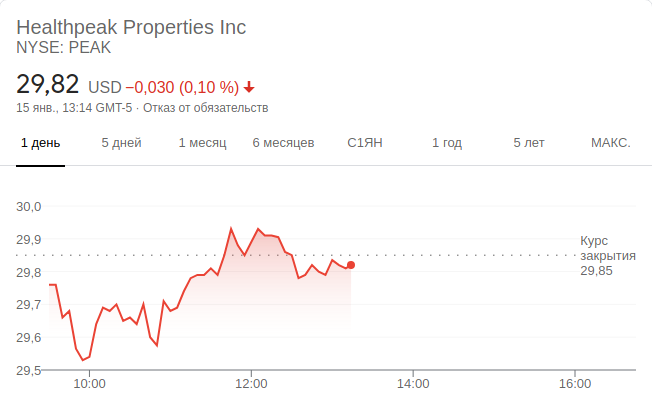 Healthpeak Properties Inc
NYSE: PEAK
29,82 USD −0,030 (0,10 %)
15 янв., 13:14 GMT-5 · Отказ от обязательств
1 день 5 дней 1 месяц 6 месяцев С1ЯН 1 год 5 лет МАКС.
30,0
29,9
29,8
29,7
29,6
29,5
Курс
закрытия
29,85
10:00 12:00 14:00 16:00